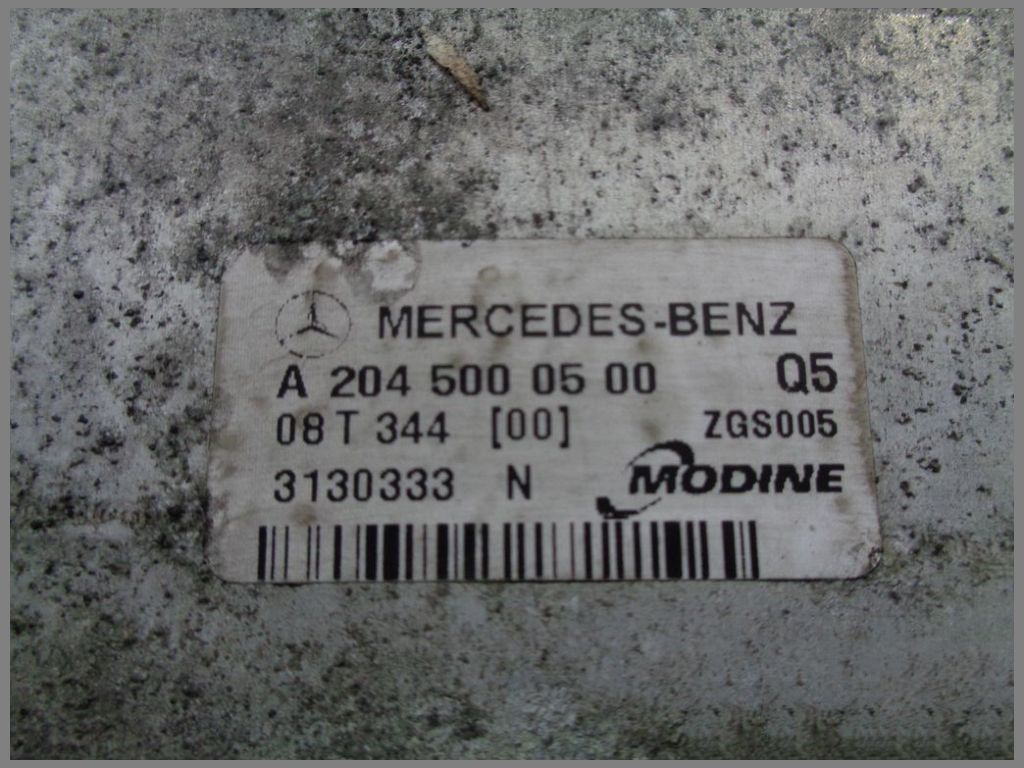 MERCEDES-BENZ
A 204 500 05 00 Q5
08 T 344 [00] ZGS005
3130333 N MODINE